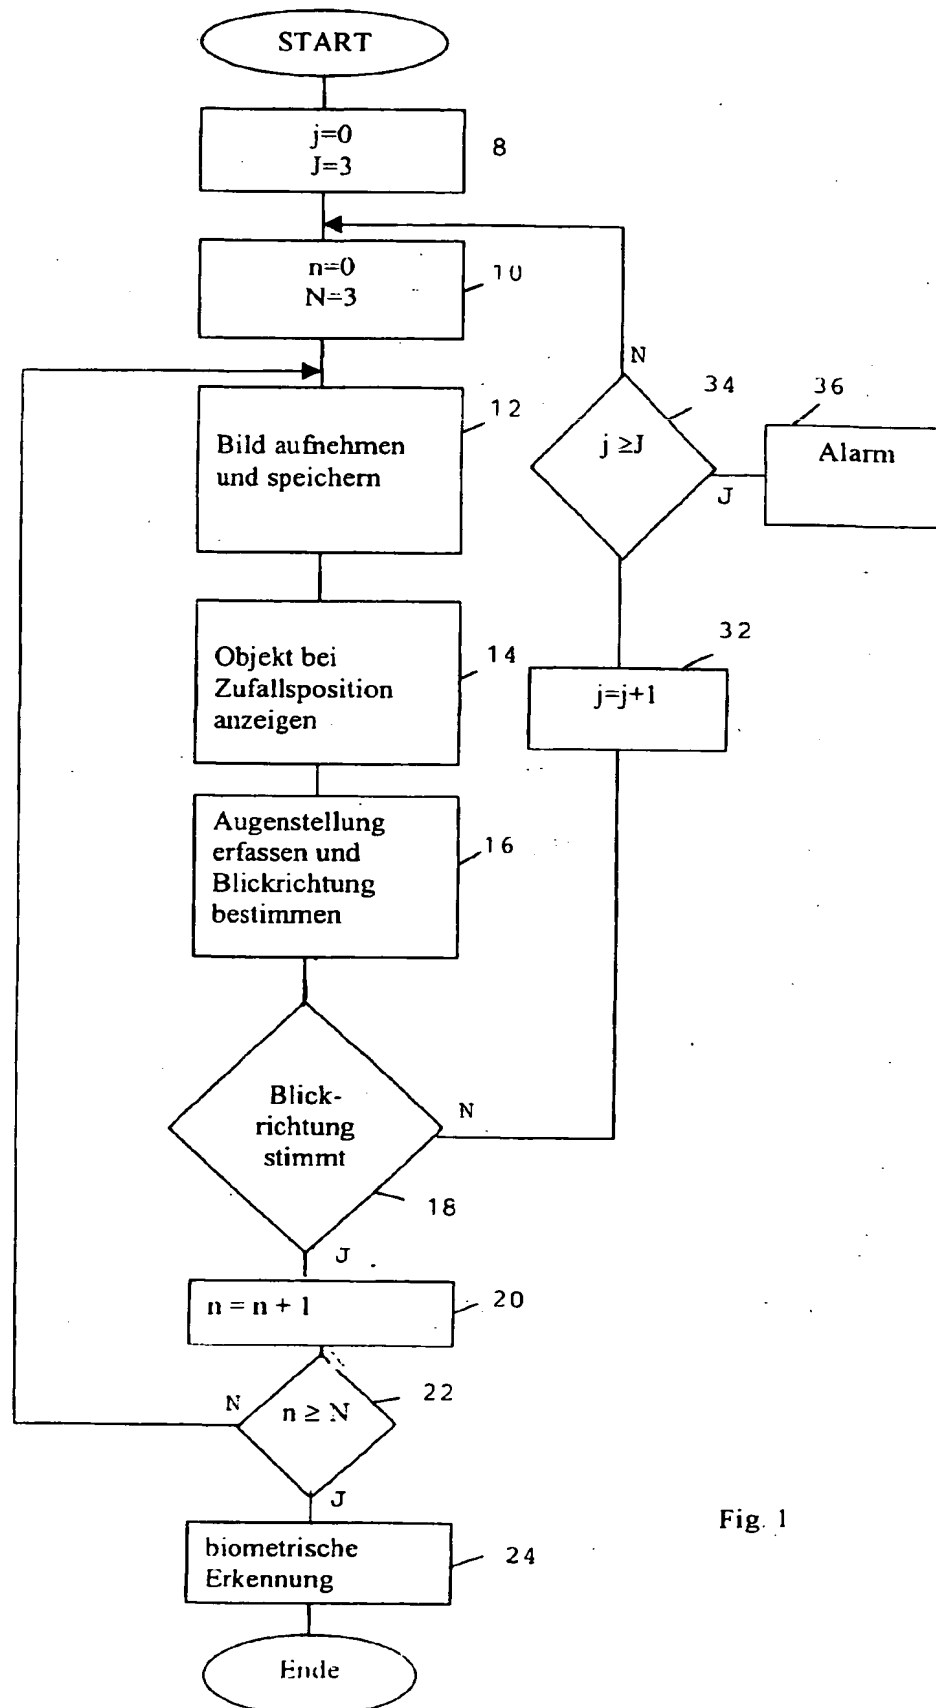 START
j=0
J=3
8
n=0
N=3
10
Bild aufnehmen
und speichern
12
N
j ≥J
34
J
36
Alarm
Objekt bei
Zufallsposition
anzeigen
14
32
j=j+1
Augenstellung
erfassen und
Blickrichtung
bestimmen
16
Blick-
richtung
stimmt
N
18
J
n = n + 1
20
N
n ≥ N
22
J
biometrische
Erkennung
24
Ende
Fig. 1